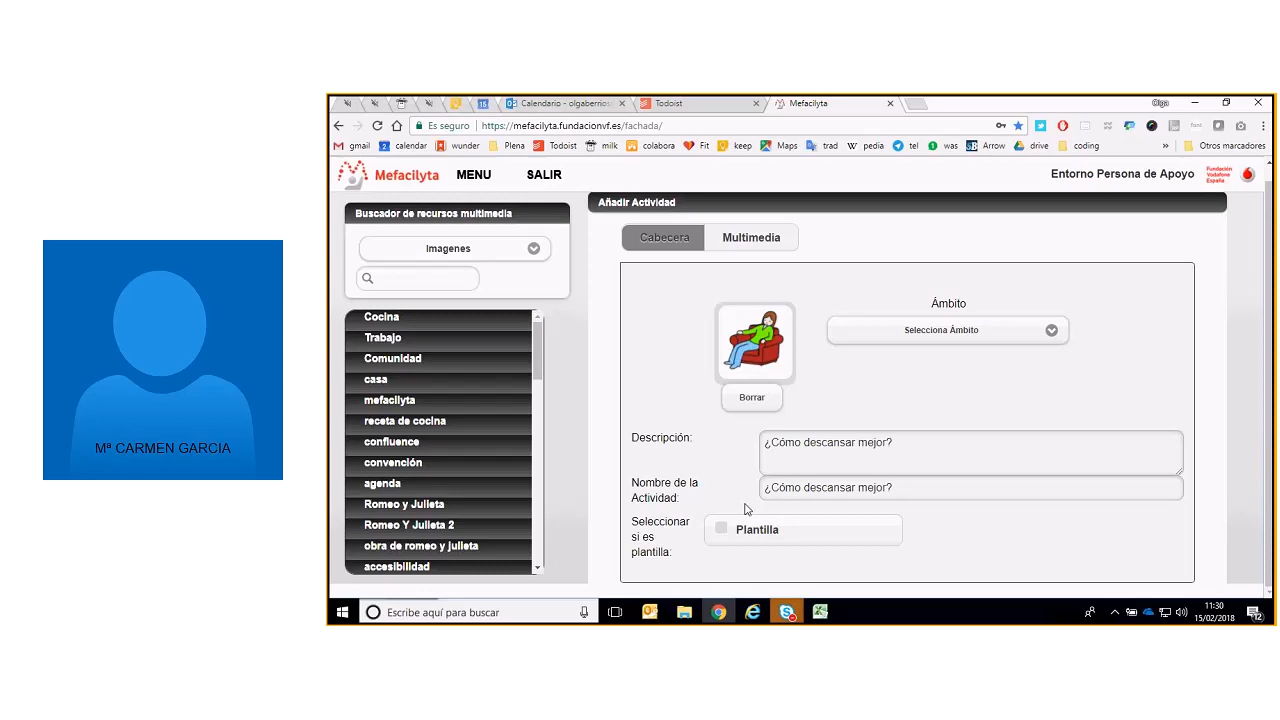 Mª CARMEN GARCIA
Calendario - olgaberrios
Todoist
Mefacilyta
Olga
Es seguro
https://mefacilyta.fundacionvf.es/fachada/
gmail
calendar
wunder
Plena
Todoist
milk
colabora
Fit
keep
Maps
trad
pedia
tel
was
Arrow
drive
coding
»
Otros marcadores
Mefacilyta
MENU
SALIR
Entorno Persona de Apoyo
Fundación
Vodafone
España
Buscador de recursos multimedia
Imagenes
Cocina
Trabajo
Comunidad
casa
mefacilyta
receta de cocina
confluence
convención
agenda
Romeo y Julieta
Romeo Y Julieta 2
obra de romeo y julieta
accesibilidad
Añadir Actividad
Cabecera
Multimedia
Ámbito
Selecciona Ámbito
Borrar
Descripción:
¿Cómo descansar mejor?
Nombre de la
Actividad:
¿Cómo descansar mejor?
Seleccionar
si es
plantilla:
Plantilla
Escribe aquí para buscar
11:30
15/02/2018
12